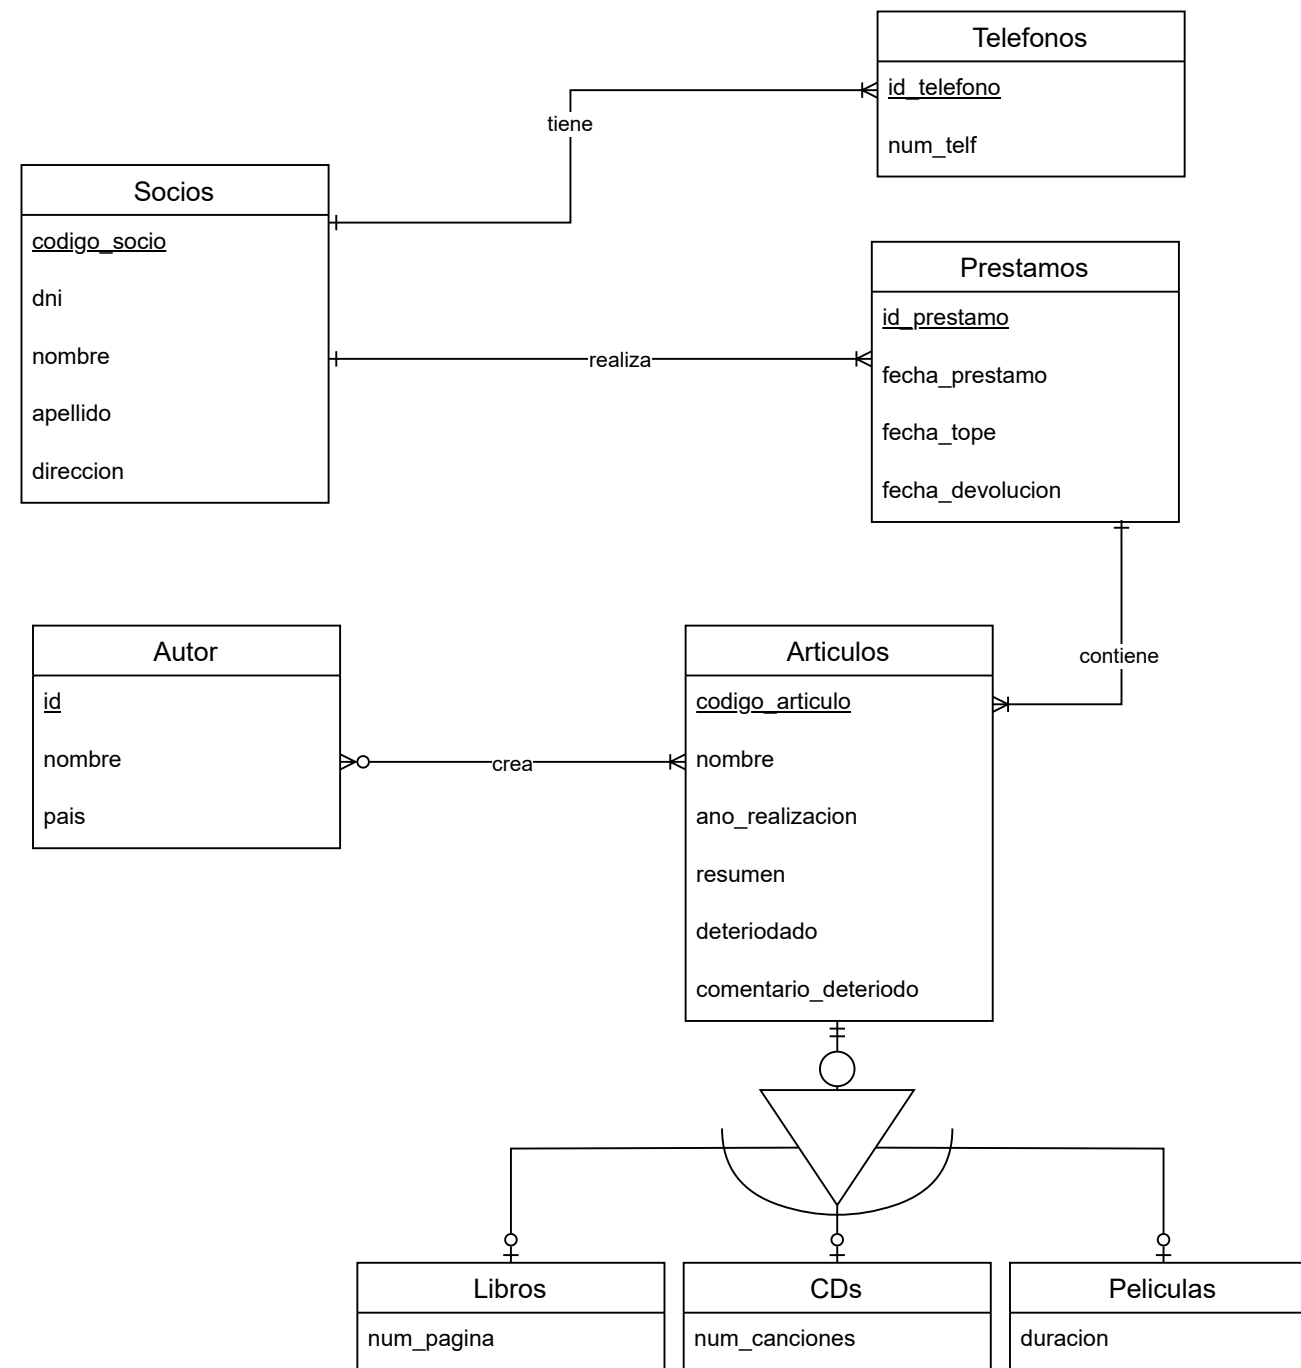 Telefonos
id_telefono
num_telf
tiene
Socios
codigo_socio
dni
nombre
apellido
direccion
Prestamos
id_prestamo
fecha_prestamo
fecha_tope
fecha_devolucion
realiza
contiene
Autor
id
nombre
pais
crea
Articulos
codigo_articulo
nombre
ano_realizacion
resumen
deteriodado
comentario_deteriodo
Libros
num_pagina
CDs
num_canciones
Peliculas
duracion